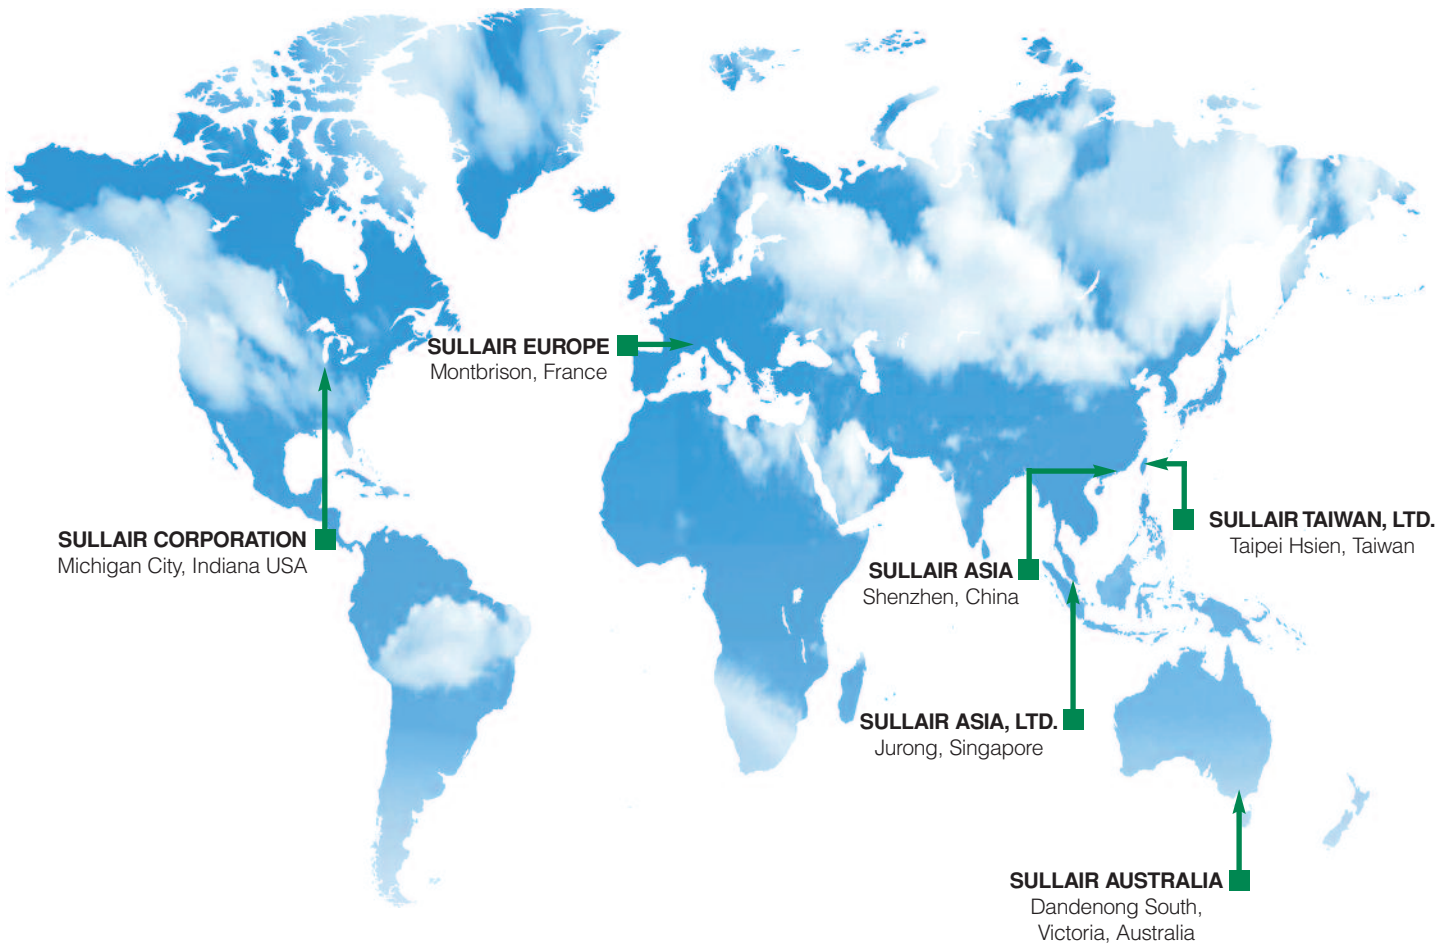 SULLAIR EUROPE
Montbrison, France
SULLAIR CORPORATION
Michigan City, Indiana USA
SULLAIR TAIWAN, LTD.
Taipei Hsien, Taiwan
SULLAIR ASIA
Shenzhen, China
SULLAIR ASIA, LTD.
Jurong, Singapore
SULLAIR AUSTRALIA
Dandenong South,
Victoria, Australia